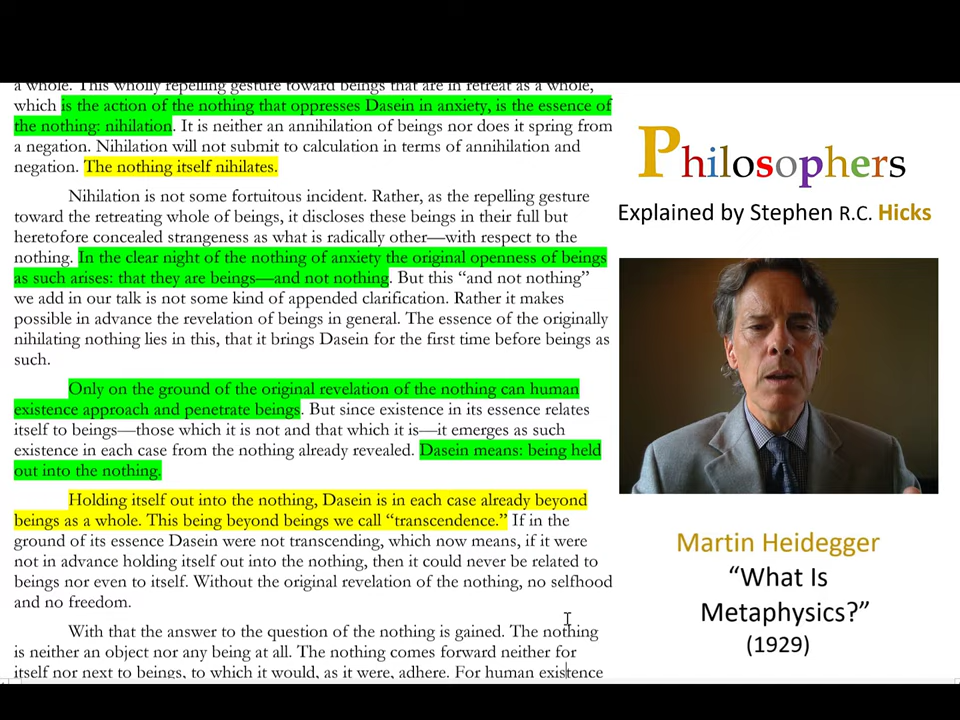 a whole. This wholly repelling gesture toward beings that are in retreat as a whole,
which is the action of the nothing that oppresses Dasein in anxiety, is the essence of
the nothing: nihilation. It is neither an annihilation of beings nor does it spring from
a negation. Nihilation will not submit to calculation in terms of annihilation and
negation. The nothing itself nihilates.
Nihilation is not some fortuitous incident. Rather, as the repelling gesture
toward the retreating whole of beings, it discloses these beings in their full but
heretofore concealed strangeness as what is radically other—with respect to the
nothing. In the clear night of the nothing of anxiety the original openness of beings
as such arises: that they are beings—and not nothing. But this “and not nothing”
we add in our talk is not some kind of appended clarification. Rather it makes
possible in advance the revelation of beings in general. The essence of the originally
nihilating nothing lies in this, that it brings Dasein for the first time before beings as
such.
Only on the ground of the original revelation of the nothing can human
existence approach and penetrate beings. But since existence in its essence relates
itself to beings—those which it is not and that which it is—it emerges as such
existence in each case from the nothing already revealed. Dasein means: being held
out into the nothing.
Holding itself out into the nothing, Dasein is in each case already beyond
beings as a whole. This being beyond beings we call “transcendence.” If in the
ground of its essence Dasein were not transcending, which now means, if it were
not in advance holding itself out into the nothing, then it could never be related to
beings nor even to itself. Without the original revelation of the nothing, no selfhood
and no freedom.
With that the answer to the question of the nothing is gained. The nothing
is neither an object nor any being at all. The nothing comes forward neither for
itself nor next to beings, to which it would, as it were, adhere. For human existence
Philosophers
Explained by Stephen R.C. Hicks
Martin Heidegger
“What Is
Metaphysics?”
(1929)